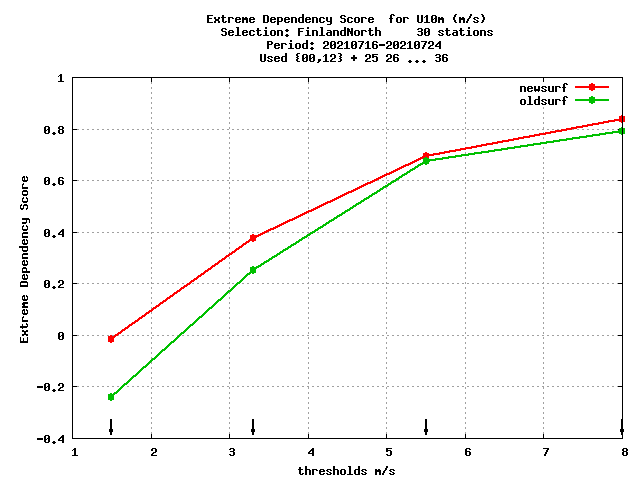 Extreme Dependency Score  for U10m (m/s)
Selection: FinlandNorth     30 stations
Period: 20210716-20210724
Used {00,12} + 25 26 ... 36
newsurf
oldsurf
Extreme Dependency Score
1
0.8
0.6
0.4
0.2
0
-0.2
-0.4
1 2 3 4 5 6 7 8
thresholds m/s